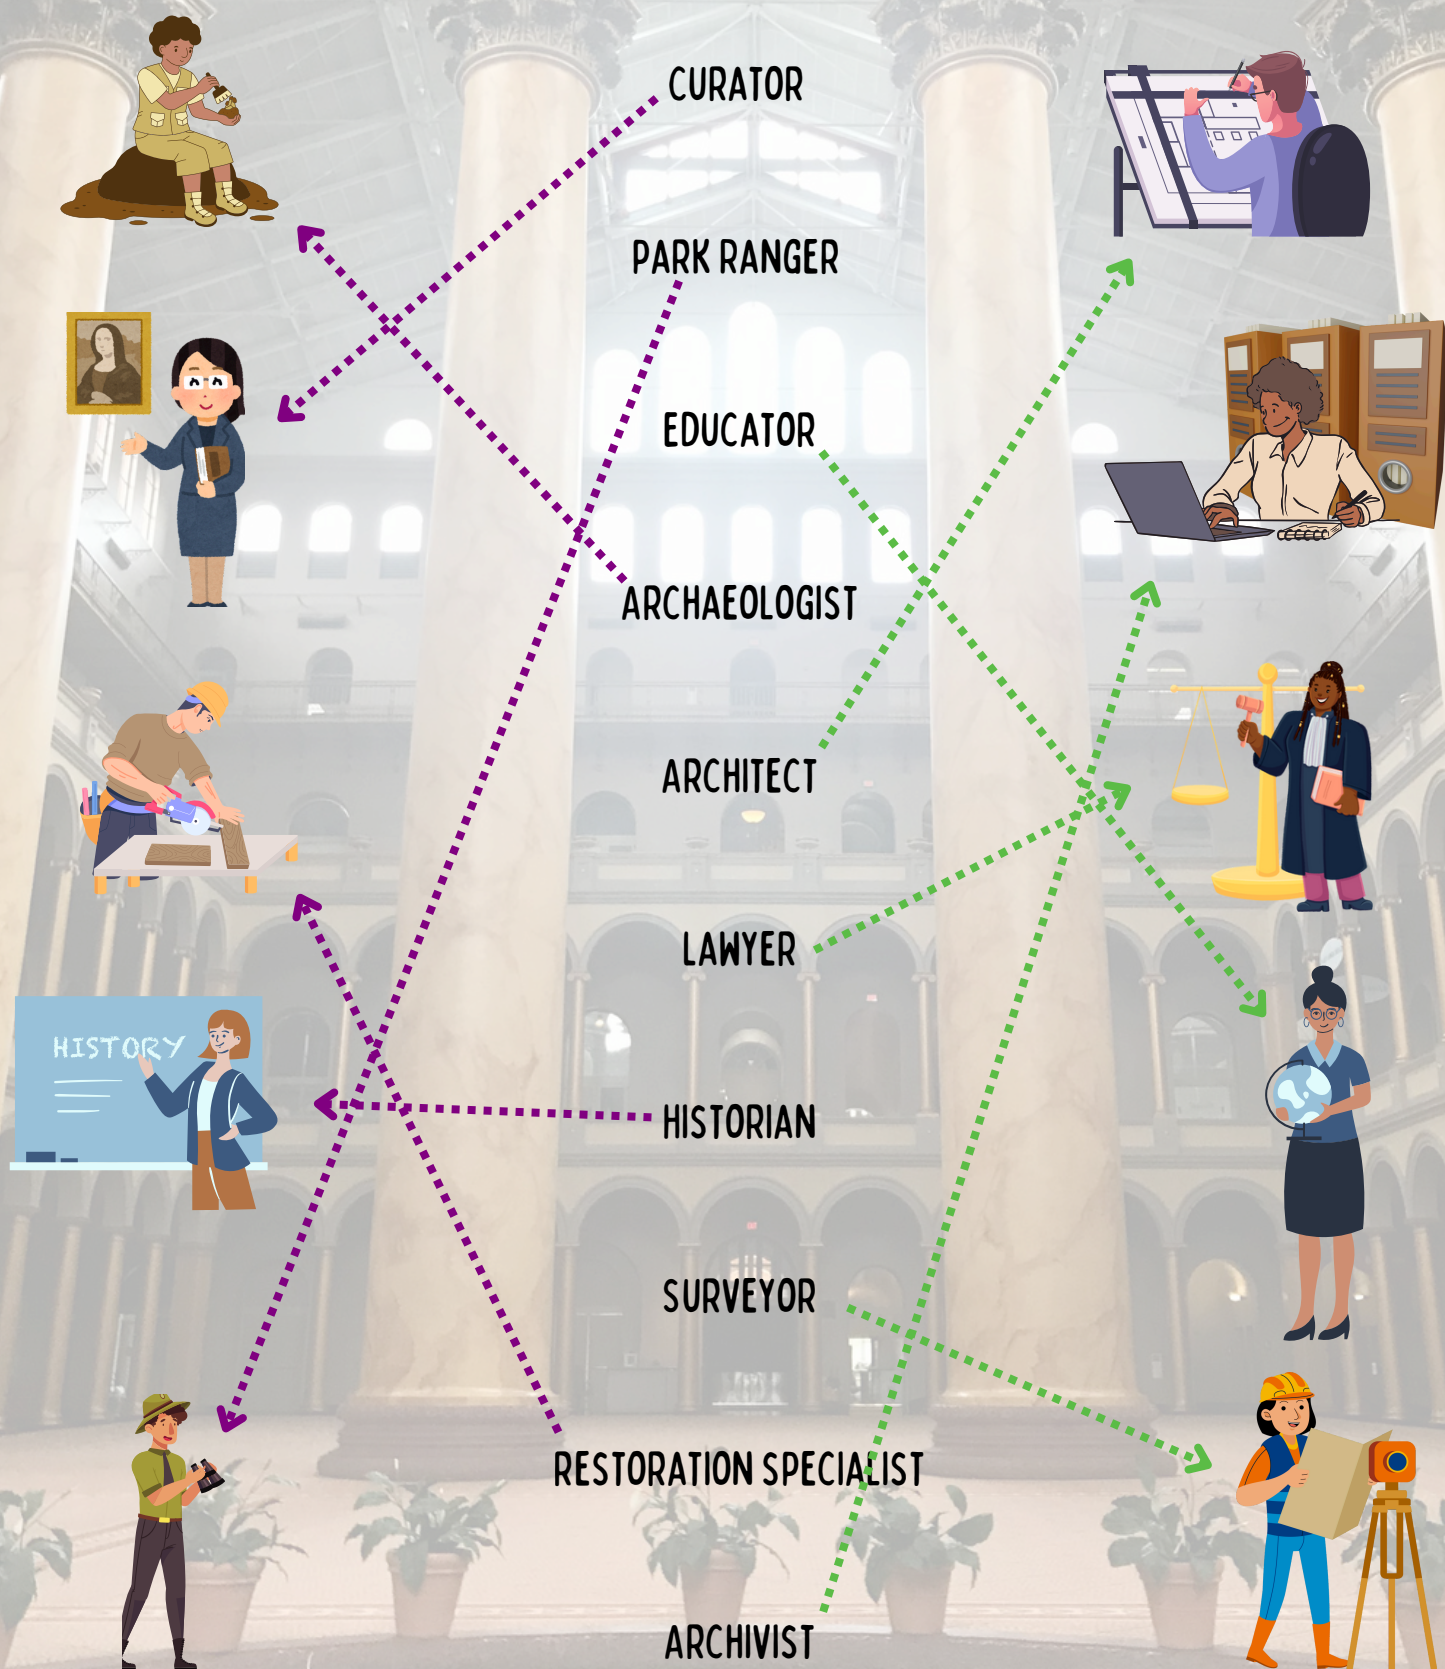 CURATOR
PARK RANGER
EDUCATOR
ARCHAEOLOGIST
ARCHITECT
LAWYER
HISTORY
HISTORIAN
SURVEYOR
RESTORATION SPECIALIST
ARCHIVIST